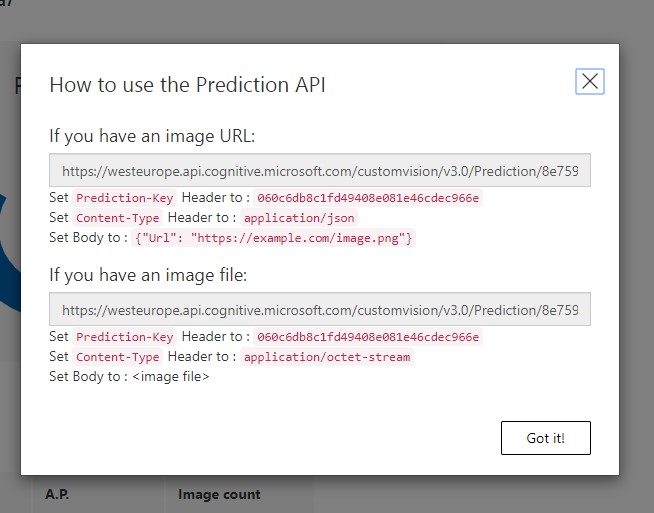 How to use the Prediction API
If you have an image URL:
https://westeurope.api.cognitive.microsoft.com/customvision/v3.0/Prediction/8e759
Set Prediction-Key Header to : 060c6db8c1fd49408e081e46cdec966e
Set Content-Type Header to : application/json
Set Body to : {"Url": "https://example.com/image.png"}
If you have an image file:
https://westeurope.api.cognitive.microsoft.com/customvision/v3.0/Prediction/8e759
Set Prediction-Key Header to : 060c6db8c1fd49408e081e46cdec966e
Set Content-Type Header to : application/octet-stream
Set Body to : <image file>
Got it!
A.P. Image count